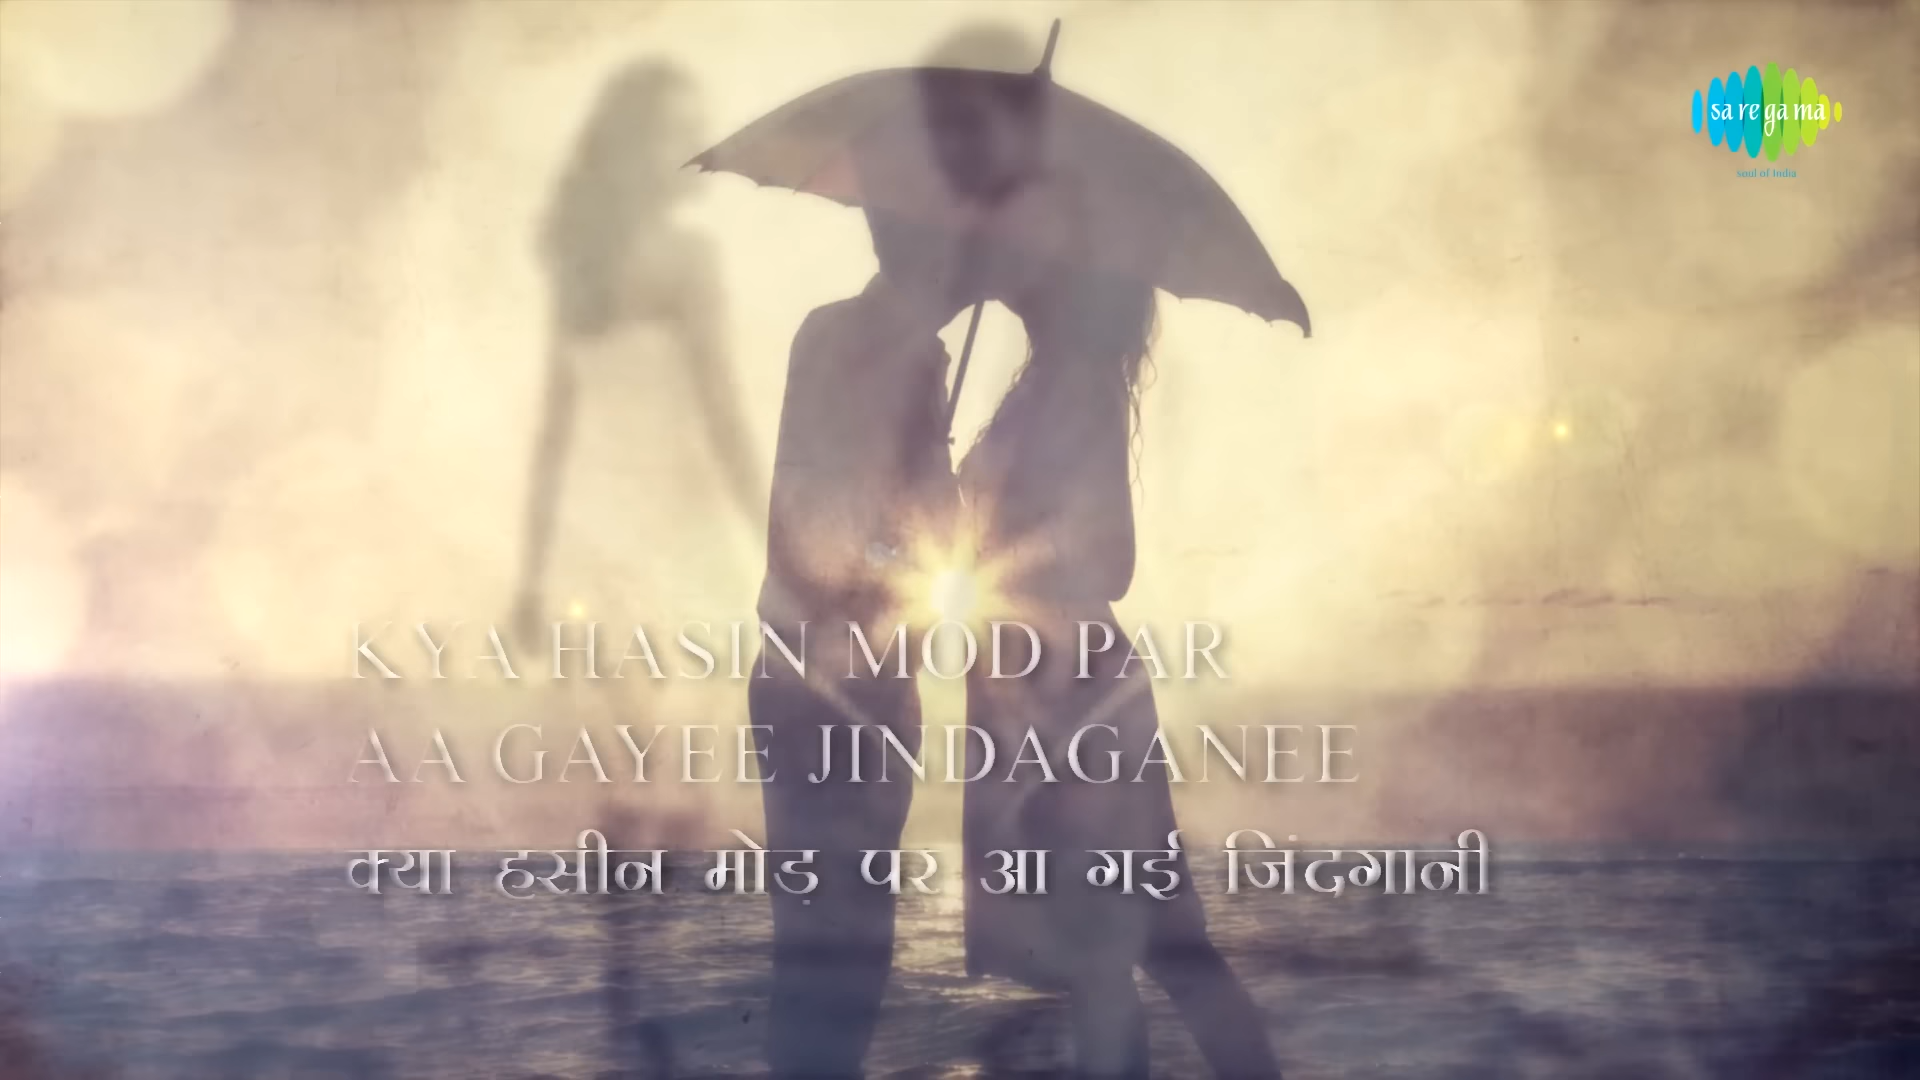 saregama
soul of India
KYA HASIN MOD PAR
AA GAYEE JINDAGANEE
क्या हसीन मोड़ पर आ गई जिंदगानी